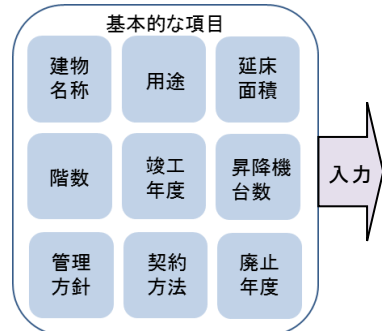 基本的な項目
建物
名称
用途
延床
面積
階数
竣工
年度
昇降機
台数
入力
管理
方針
契約
方法
廃止
年度